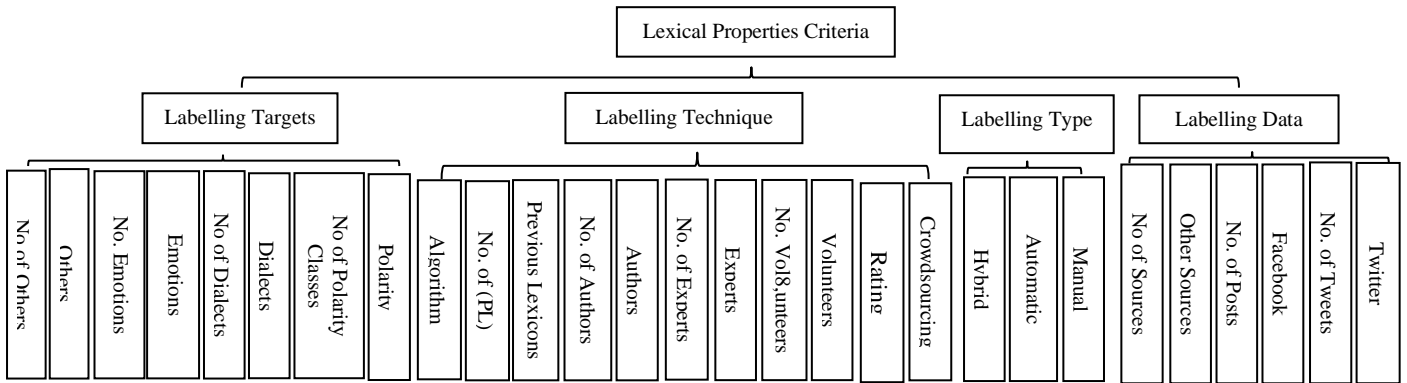 Lexical Properties Criteria
Labelling Targets
Labelling Technique
Labelling Type
Labelling Data
No of Others
Others
No. Emotions
Emotions
No of Dialects
Dialects
No of Polarity
Classes
Polarity
Algorithm
No. of (PL)
Previous Lexicons
No. of Authors
Authors
No. of Experts
Experts
No. Vol8,unteers
Volunteers
Rating
Crowdsourcing
Hybrid
Automatic
Manual
No of Sources
Other Sources
No. of Posts
Facebook
No. of Tweets
Twitter